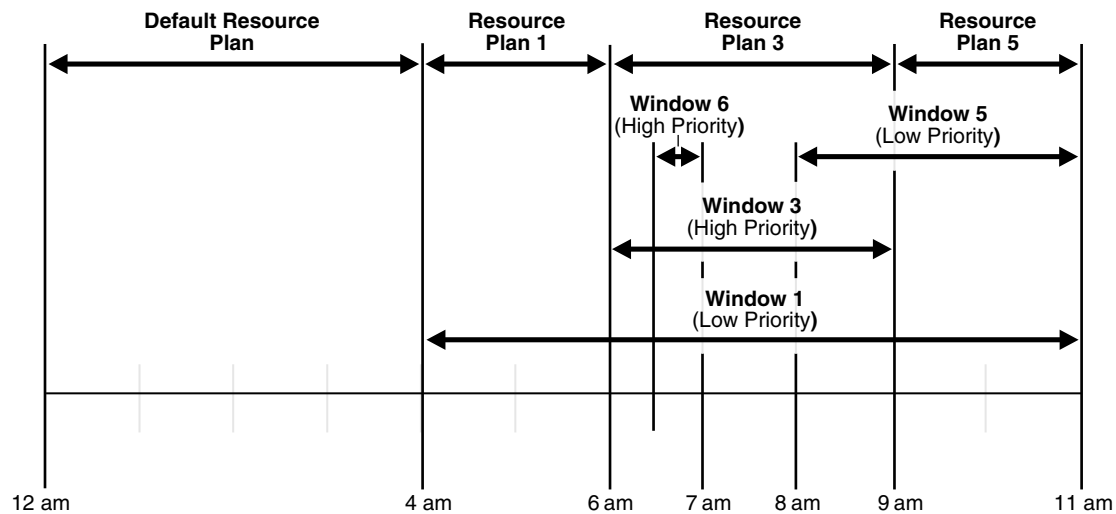 Default Resource
Plan
Resource
Plan 1
Resource
Plan 3
Resource
Plan 5
Window 6
(High Priority)
Window 5
(Low Priority)
Window 3
(High Priority)
Window 1
(Low Priority)
12 am
4 am
6 am
7 am
8 am
9 am
11 am